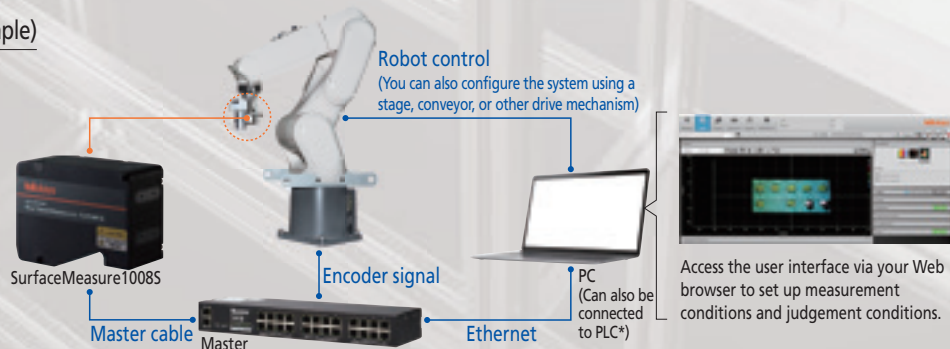 ple)
Robot control
(You can also configure the system using a
stage, conveyor, or other drive mechanism)
SurfaceMeasure1008S
Encoder signal
Master cable
Master
Ethernet
PC
(Can also be
connected
to PLC*)
Access the user interface via your Web
browser to set up measurement
conditions and judgement conditions.